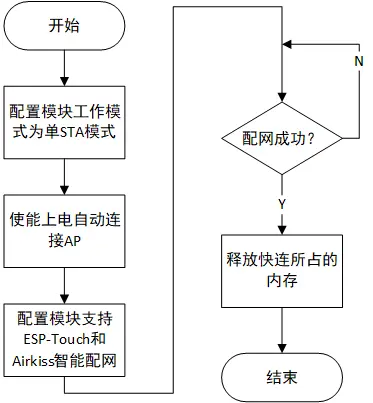 开始
配置模块工作模
式为单STA模式
使能上电自动连
接AP
配置模块支持
ESP-Touch和
Airkiss智能配网
N
配网成功？
Y
释放快连所占的
内存
结束